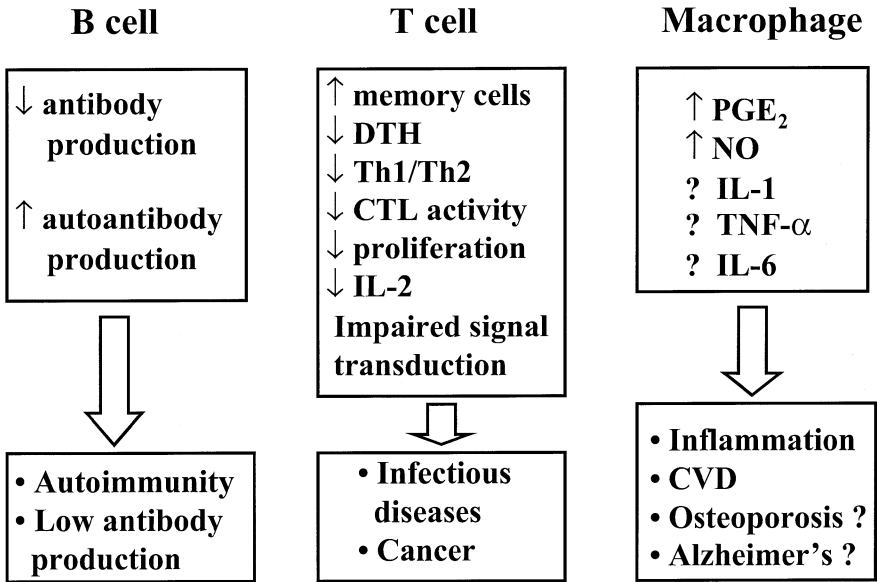 B cell
↓ antibody
production
↑ autoantibody
production
• Autoimmunity
• Low antibody
production
T cell
↑ memory cells
↓ DTH
↓ Th1/Th2
↓ CTL activity
↓ proliferation
↓ IL-2
Impaired signal
transduction
• Infectious
diseases
• Cancer
Macrophage
↑ PGE₂
↑ NO
? IL-1
? TNF-α
? IL-6
• Inflammation
• CVD
• Osteoporosis ?
• Alzheimer's ?